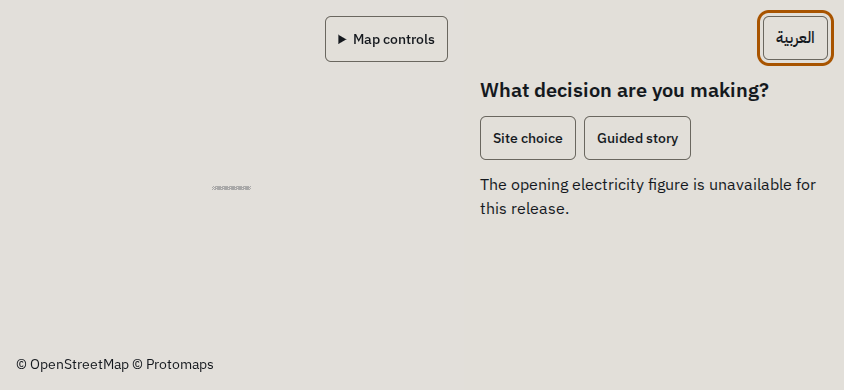 Map controls
العربية
What decision are you making?
Site choice
Guided story
The opening electricity figure is unavailable for
this release.
© OpenStreetMap © Protomaps